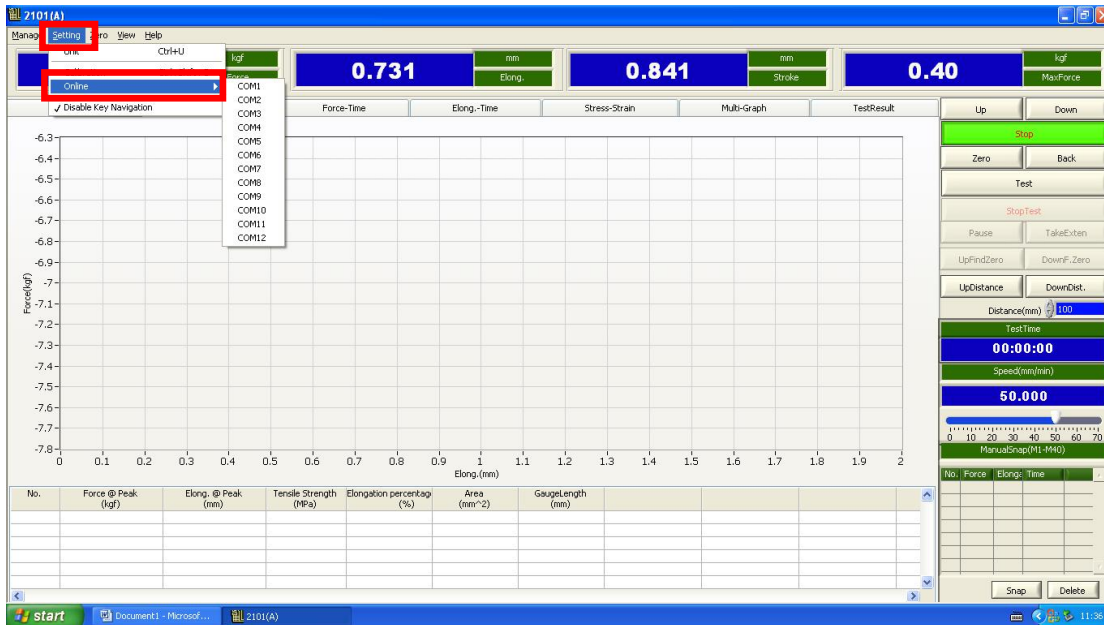 2101(A)
Setting
View Help
Ctrl+U
Online
✓ Disable Key Navigation
COM1
COM2
COM3
COM4
COM5
COM6
COM7
COM8
COM9
COM10
COM11
COM12
kgf
0.731 mm Elong.
0.841 mm Stroke
0.40 kgf MaxForce
Force-Time Elong.-Time Stress-Strain Multi-Graph TestResult
Up Down
Stop
Zero Back
Test
StopTest
Pause TakeExten
UpFindZero DownF.Zero
UpDistance DownDist.
Distance(mm) 100
TestTime
00:00:00
Speed(mm/min)
50.000
0 10 20 30 40 50 60 70
ManualSnap(M1-M40)
No. Force Elonga Time
Snap Delete
Force(kgf)
-6.3
-6.4
-6.5
-6.6
-6.7
-6.8
-6.9
-7
-7.1
-7.2
-7.3
-7.4
-7.5
-7.6
-7.7
-7.8
0 0.1 0.2 0.3 0.4 0.5 0.6 0.7 0.8 0.9 1 1.1 1.2 1.3 1.4 1.5 1.6 1.7 1.8 1.9 2
Elong.(mm)
No. Force @ Peak Elong. @ Peak Tensile Strength Elongation percentag Area GaugeLength
(kgf) (mm) (MPa) (%) (mm^2) (mm)
start Document1 - Microsof... 2101(A) 11:36